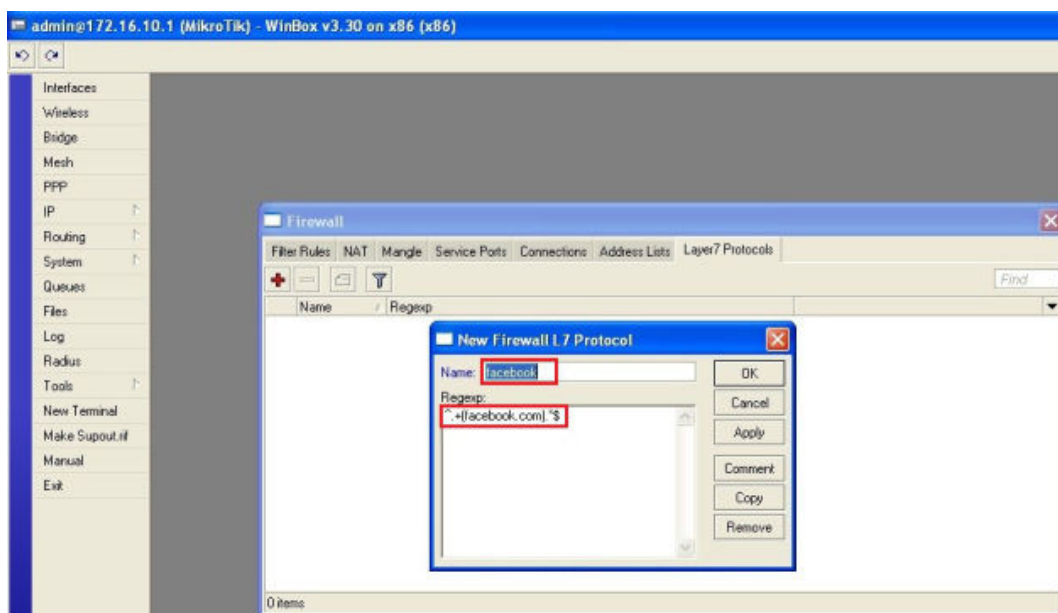 admin@172.16.10.1 (MikroTik) - WinBox v3.30 on x86 (x86)
Interfaces
Wireless
Bridge
Mesh
PPP
IP
Routing
System
Queues
Files
Log
Radius
Tools
New Terminal
Make Supout.rif
Manual
Exit
Firewall
Filter Rules NAT Mangle Service Ports Connections Address Lists Layer7 Protocols
Find
Name / Regexp
New Firewall L7 Protocol
Name: facebook
Regexp:
^.+(facebook.com).*$
OK
Cancel
Apply
Comment
Copy
Remove
0 items